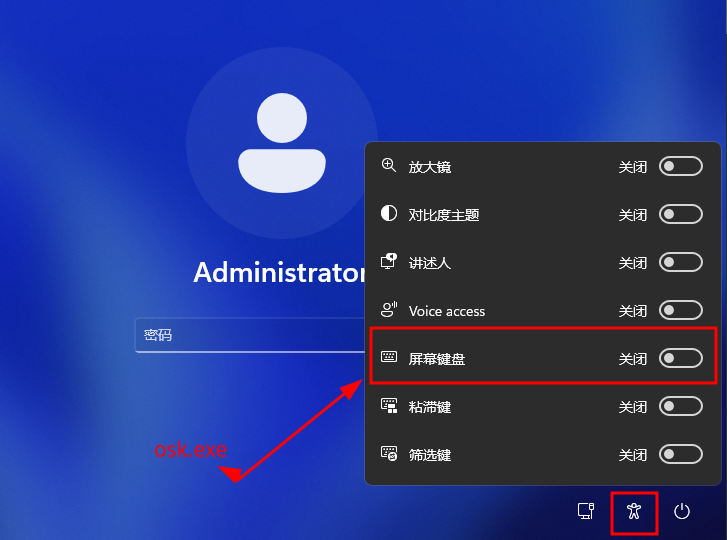 Administrator
密码
放大镜 关闭
对比度主题 关闭
讲述人 关闭
Voice access 关闭
屏幕键盘 关闭
粘滞键 关闭
筛选键 关闭
osk.exe